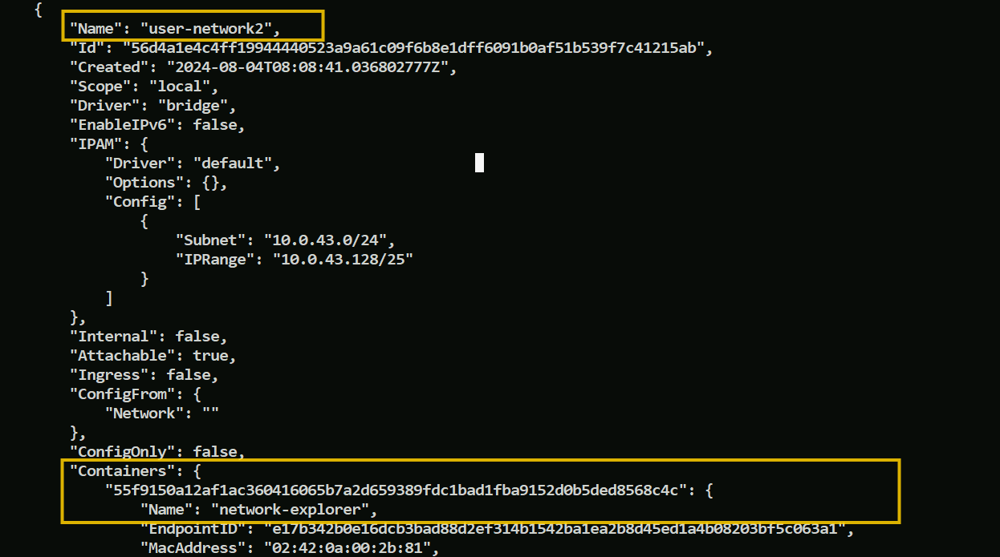 {
"Name": "user-network2",
"Id": "56d4a1e4c4ff19944440523a9a61c09f6b8e1dff6091b0af51b539f7c41215ab",
"Created": "2024-08-04T08:08:41.036802777Z",
"Scope": "local",
"Driver": "bridge",
"EnableIPv6": false,
"IPAM": {
"Driver": "default",
"Options": {},
"Config": [
{
"Subnet": "10.0.43.0/24",
"IPRange": "10.0.43.128/25"
}
]
},
"Internal": false,
"Attachable": true,
"Ingress": false,
"ConfigFrom": {
"Network": ""
},
"ConfigOnly": false,
"Containers": {
"55f9150a12af1ac360416065b7a2d659389fdc1bad1fba9152d0b5ded8568c4c": {
"Name": "network-explorer",
"EndpointID": "e17b342b0e16dcb3bad88d2ef314b1542ba1ea2b8d45ed1a4b08203bf5c063a1",
"MacAddress": "02:42:0a:00:2b:81",